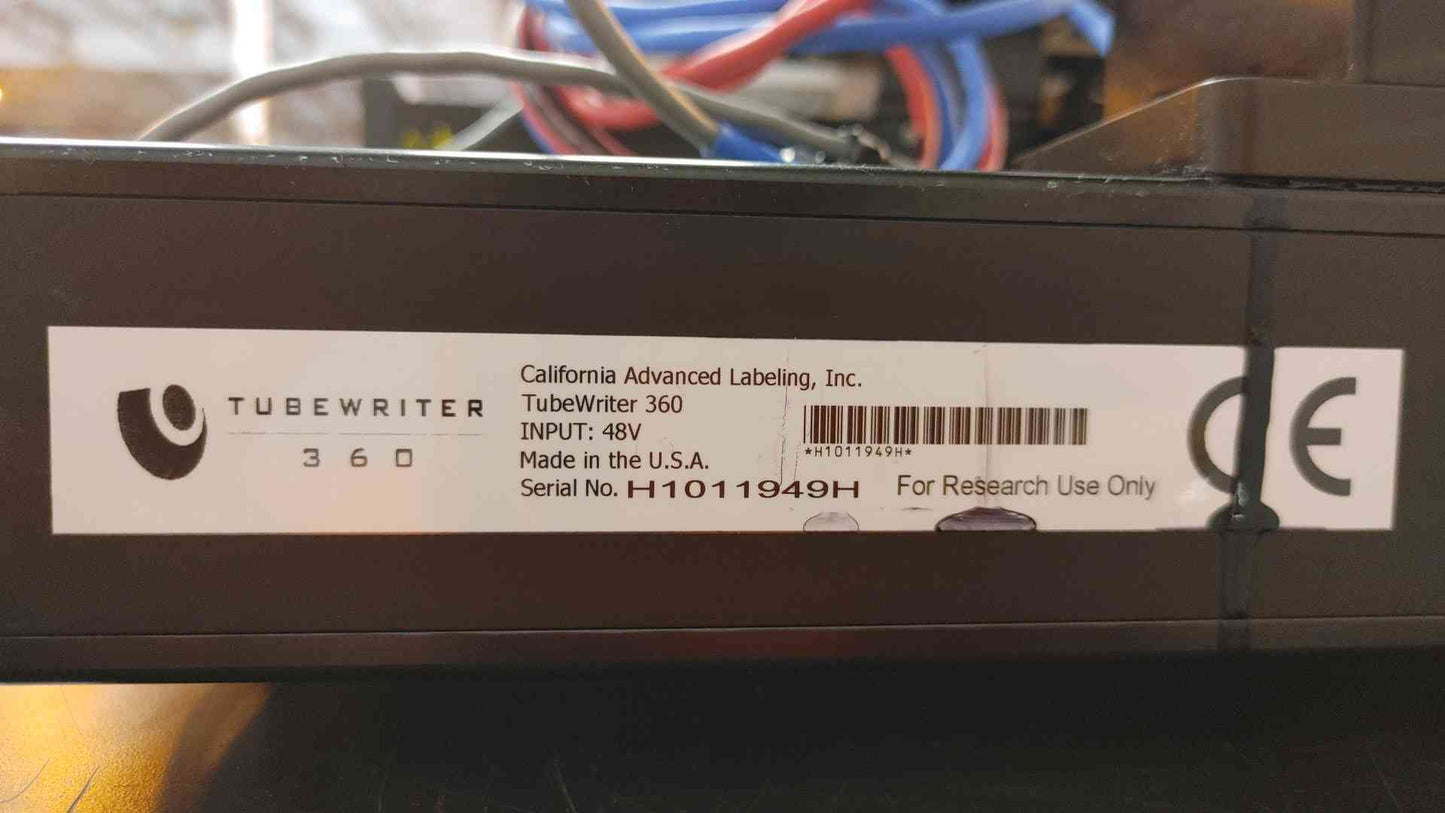 TUBEWRITER
360
California Advanced Labeling, Inc.
TubeWriter 360
INPUT: 48V
Made in the U.S.A.
Serial No. H1011949H
*H1011949H*
For Research Use Only
CE